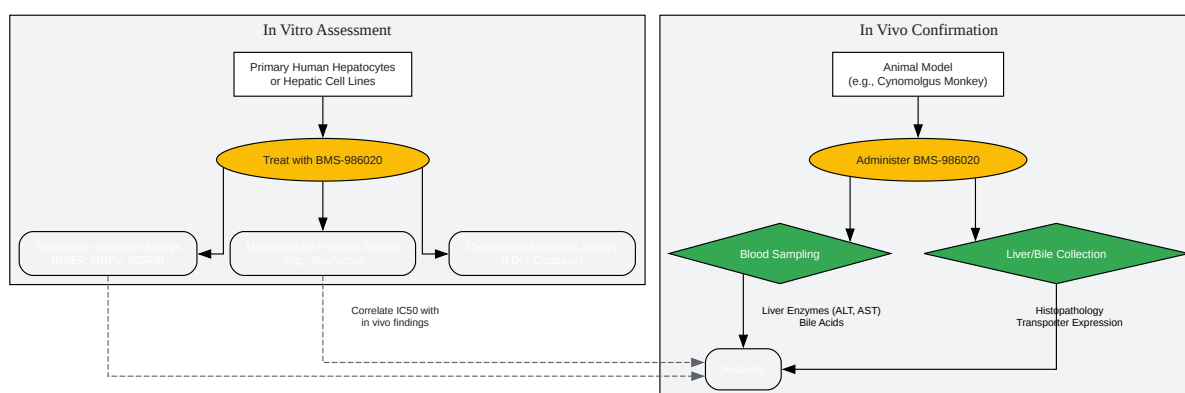 In Vitro Assessment
Primary Human Hepatocytes
or Hepatic Cell Lines
Treat with BMS-986020
Transporter Inhibition Assays
(BSEP, MRPs, MDR3)
Mitochondrial Function Assays
(e.g., Seahorse)
Cytotoxicity/Apoptosis Assays
(LDH, Caspase)
Correlate IC50 with
in vivo findings
In Vivo Confirmation
Animal Model
(e.g., Cynomolgus Monkey)
Administer BMS-986020
Blood Sampling
Liver/Bile Collection
Liver Enzymes (ALT, AST)
Bile Acids
Histopathology
Transporter Expression
Analysis